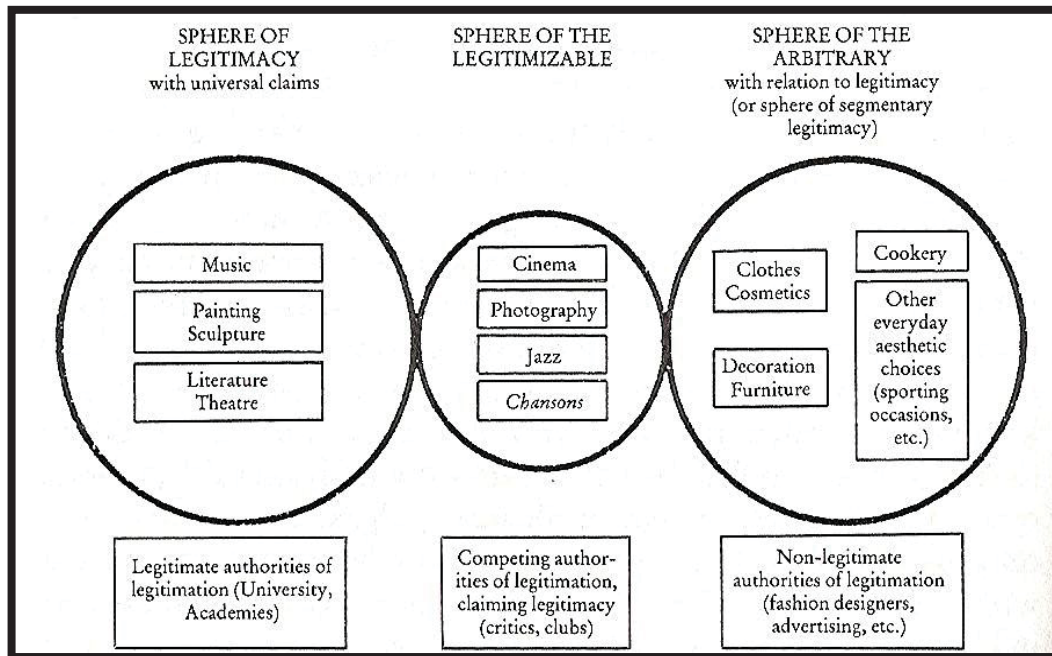 SPHERE OF
LEGITIMACY
with universal claims
SPHERE OF THE
LEGITIMIZABLE
SPHERE OF THE
ARBITRARY
with relation to legitimacy
(or sphere of segmentary
legitimacy)
Music
Painting
Sculpture
Literature
Theatre
Cinema
Photography
Jazz
Chansons
Clothes
Cosmetics
Decoration
Furniture
Cookery
Other
everyday
aesthetic
choices
(sporting
occasions,
etc.)
Legitimate authorities of
legitimation (University,
Academies)
Competing author-
ities of legitimation,
claiming legitimacy
(critics, clubs)
Non-legitimate
authorities of legitimation
(fashion designers,
advertising, etc.)